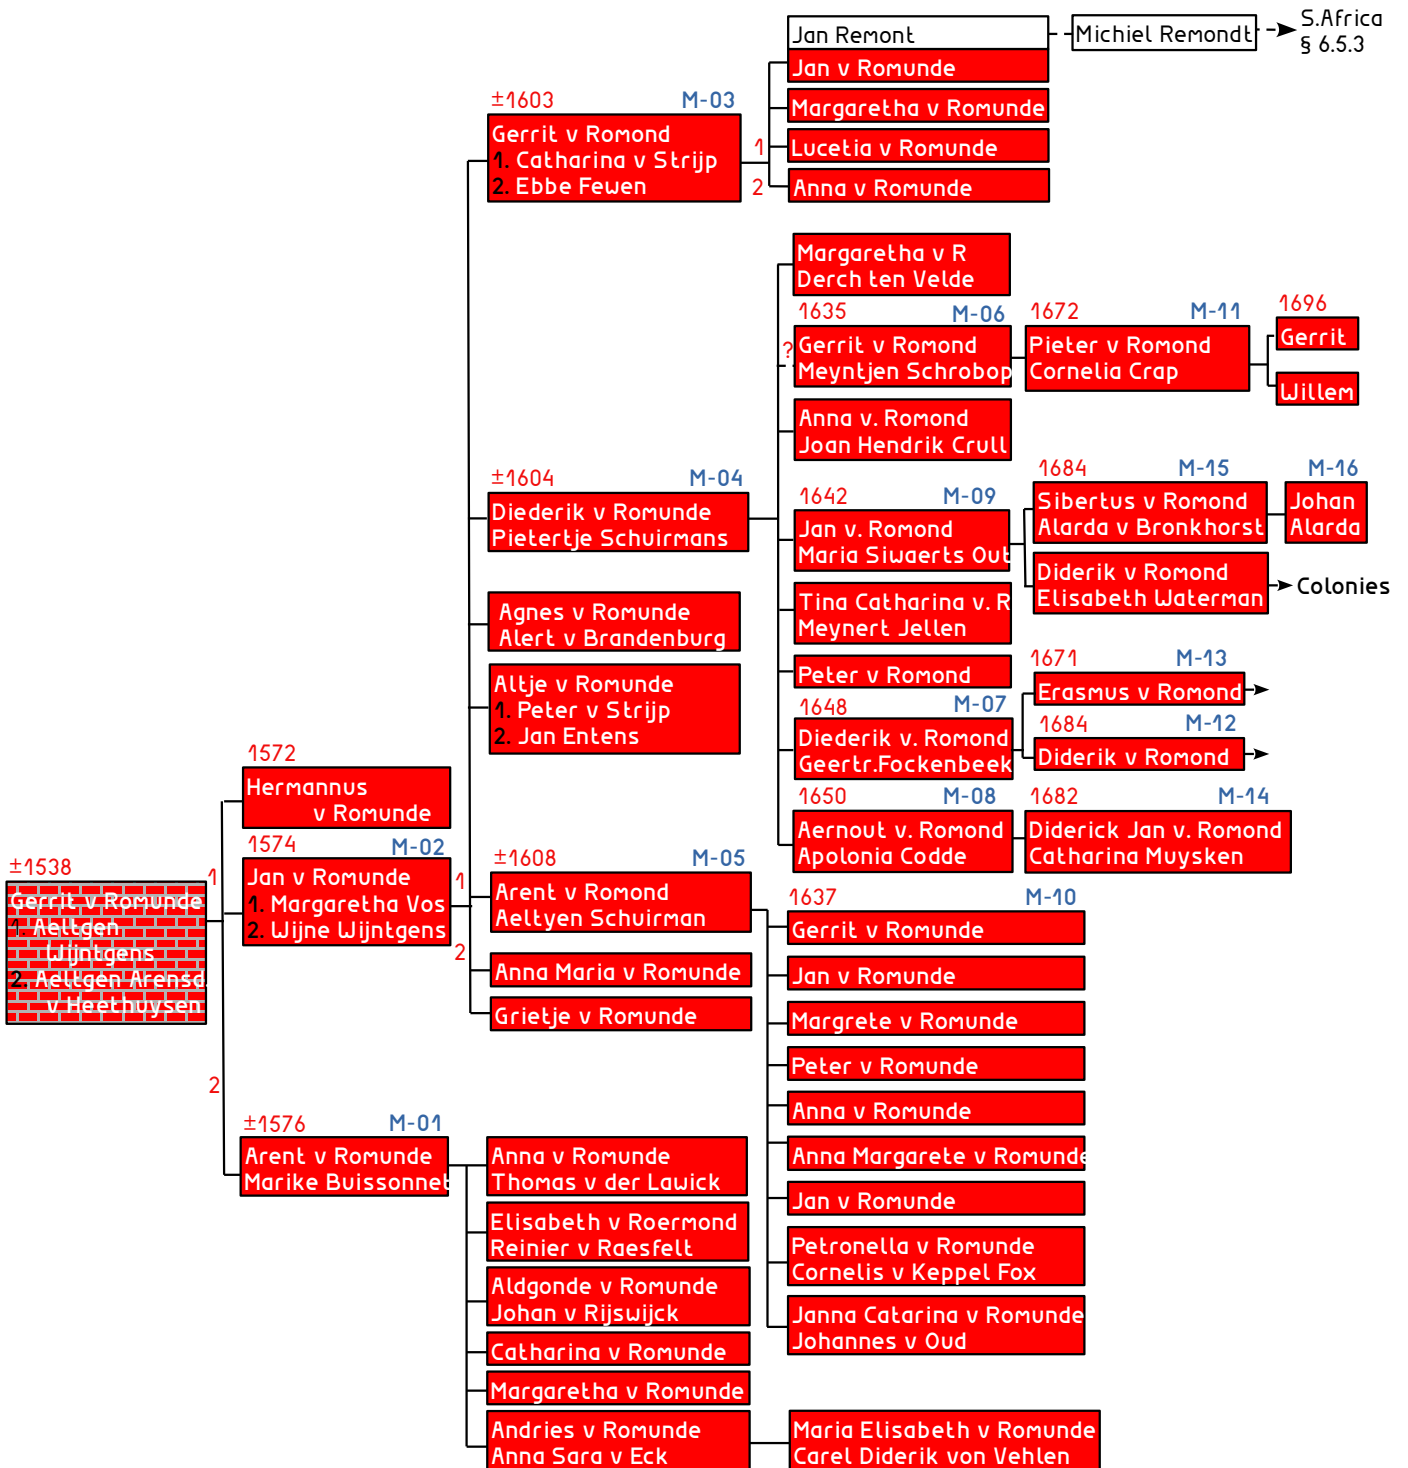 ±1538
Gerrit v Romunde
1. Aeltgen
Wijntgens
2. Aeltgen Arensd.
v Heethuysen
1
2
1572
Hermannus
v Romunde
1574 M-02
Jan v Romunde
1. Margaretha Vos
2. Wijne Wijntgens
1
2
±1576 M-01
Arent v Romunde
Marike Buissonnet
±1603 M-03
Gerrit v Romond
1. Catharina v Strijp
2. Ebbe Fewen
1
2
±1604 M-04
Diederik v Romunde
Pietertje Schuirmans
Agnes v Romunde
Alert v Brandenburg
Altje v Romunde
1. Peter v Strijp
2. Jan Entens
±1608 M-05
Arent v Romond
Aeltyen Schuirman
Anna Maria v Romunde
Grietje v Romunde
Anna v Romunde
Thomas v der Lawick
Elisabeth v Roermond
Reinier v Raesfelt
Aldgonde v Romunde
Johan v Rijswijck
Catharina v Romunde
Margaretha v Romunde
Andries v Romunde
Anna Sara v Eck
Jan Remont
Michiel Remondt
S.Africa
§ 6.5.3
Jan v Romunde
Margaretha v Romunde
Lucetia v Romunde
Anna v Romunde
Margaretha v R
Derch ten Velde
1635 M-06
?
Gerrit v Romond
Meyntjen Schrobop
1672 M-11
Pieter v Romond
Cornelia Crap
1696
Gerrit
Willem
Anna v. Romond
Joan Hendrik Crull
1642 M-09
Jan v. Romond
Maria Siwaerts Out
1684 M-15
Sibertus v Romond
Alarda v Bronkhorst
M-16
Johan
Alarda
Diderik v Romond
Elisabeth Waterman
Colonies
Tina Catharina v. R
Meynert Jellen
Peter v Romond
1648 M-07
Diederik v. Romond
Geertr.Fockenbeek
1671 M-13
Erasmus v Romond
1684 M-12
Diderik v Romond
1650 M-08
Aernout v. Romond
Apolonia Codde
1682 M-14
Diderick Jan v. Romond
Catharina Muysken
1637 M-10
Gerrit v Romunde
Jan v Romunde
Margrete v Romunde
Peter v Romunde
Anna v Romunde
Anna Margarete v Romunde
Jan v Romunde
Petronella v Romunde
Cornelis v Keppel Fox
Janna Catarina v Romunde
Johannes v Oud
Maria Elisabeth v Romunde
Carel Diderik von Vehlen